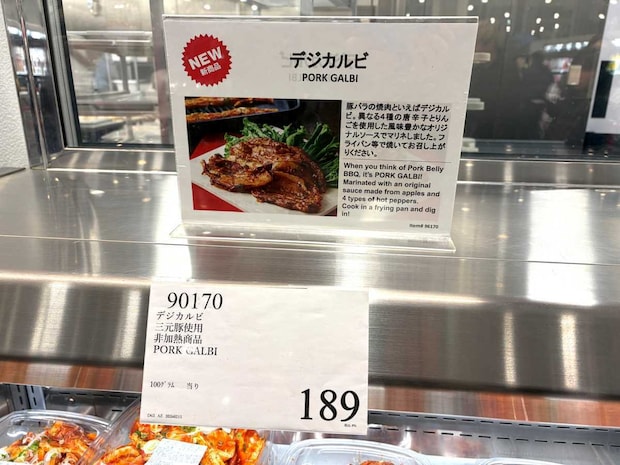 NEW
新商品
デジカルビ
PORK GALBI
豚バラの焼肉といえばデジカル
ビ。異なる4種の唐辛子とりん
ごを使用した風味豊かなオリジ
ナルソースでマリネしました。フ
ライパン等で焼いてお召し上が
りください。
When you think of Pork Belly
BBQ, it's PORK GALBI!
Marinated with an original
sauce made from apples and
4 types of hot peppers.
Cook in a frying pan and dig
in!
Item# 96170
90170
デジカルビ
三元豚使用
非加熱商品
PORK GALBI
100グラム 当り
189